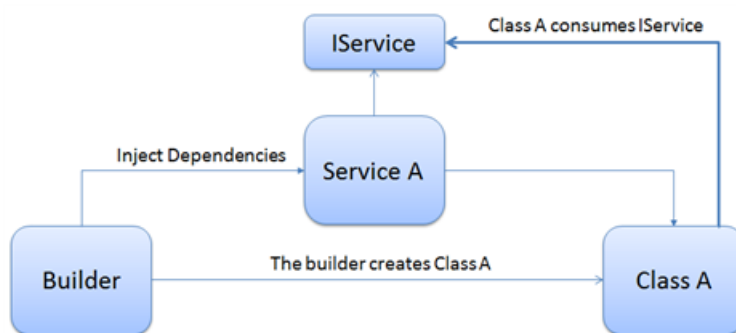 Class A consumes IService
IService
Inject Dependencies
Service A
Builder
The builder creates Class A
Class A